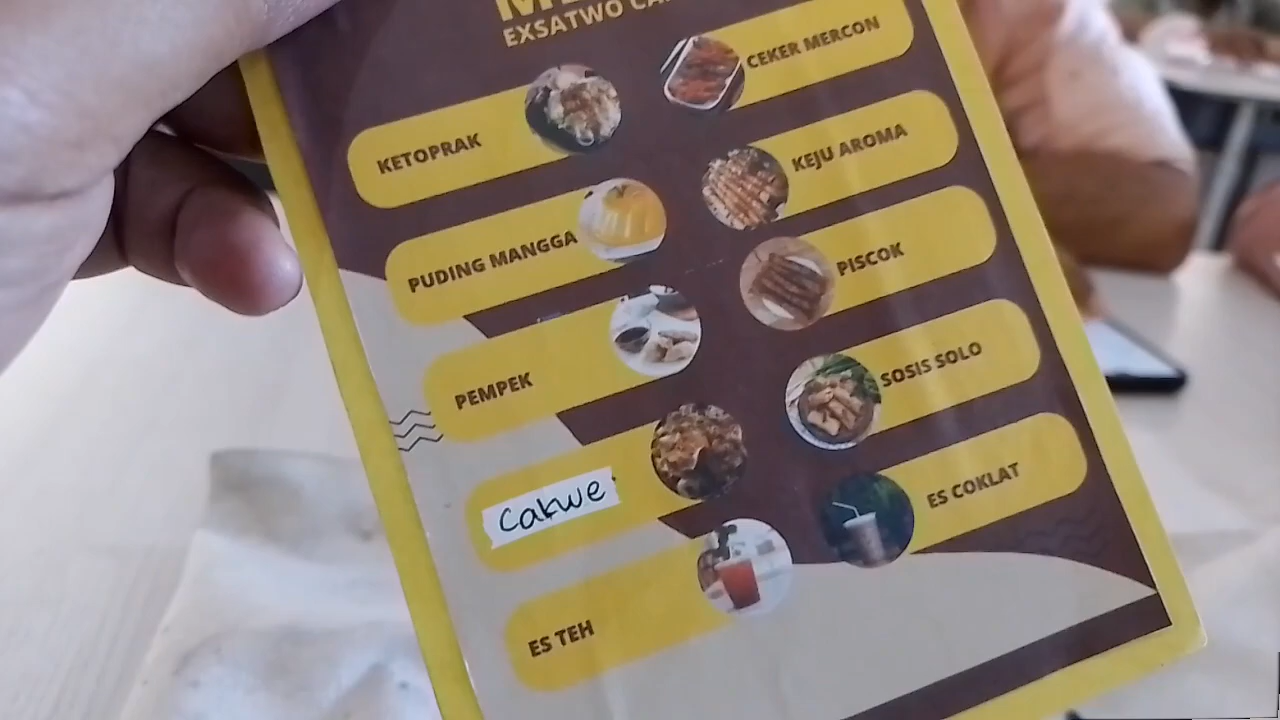 EXSATWO
KETOPRAK
PUDING MANGGA
PEMPEK
Cakwe
ES TEH
CEKER MERCON
KEJU AROMA
PISCOK
SOSIS SOLO
ES COKLAT